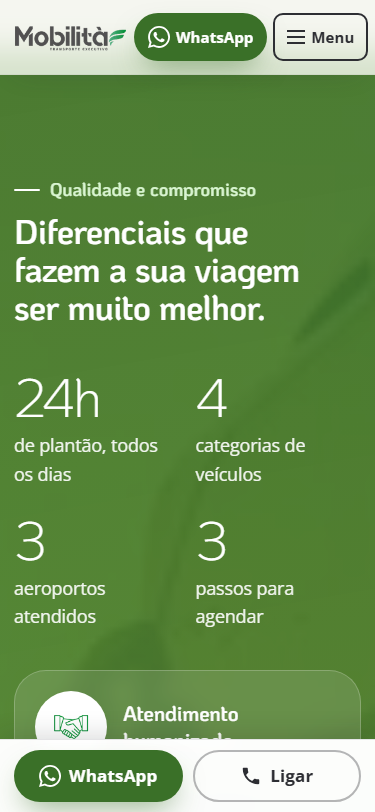 Mobilità
TRANSPORTE EXECUTIVO
WhatsApp
Menu
Qualidade e compromisso
Diferenciais que
fazem a sua viagem
ser muito melhor.
24h
de plantão, todos
os dias
4
categorias de
veículos
3
aeroportos
atendidos
3
passos para
agendar
Atendimento
humanizado
WhatsApp
Ligar